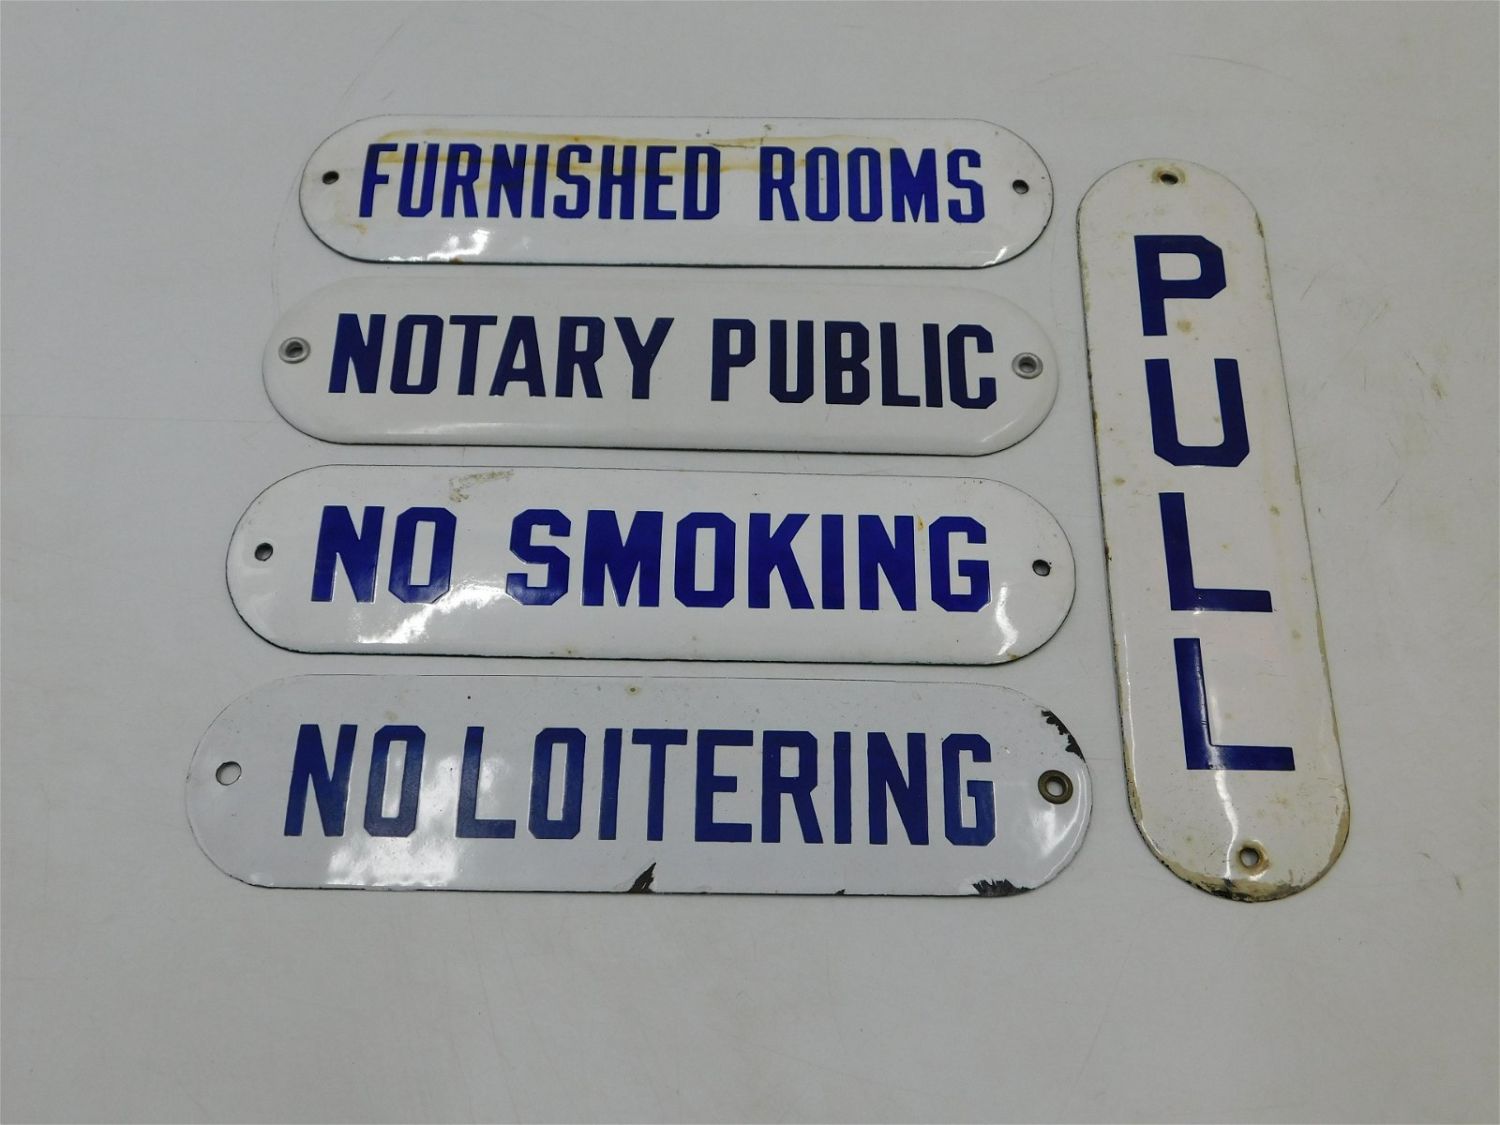 FURNISHED ROOMS
NOTARY PUBLIC
NO SMOKING
NO LOITERING
PULL